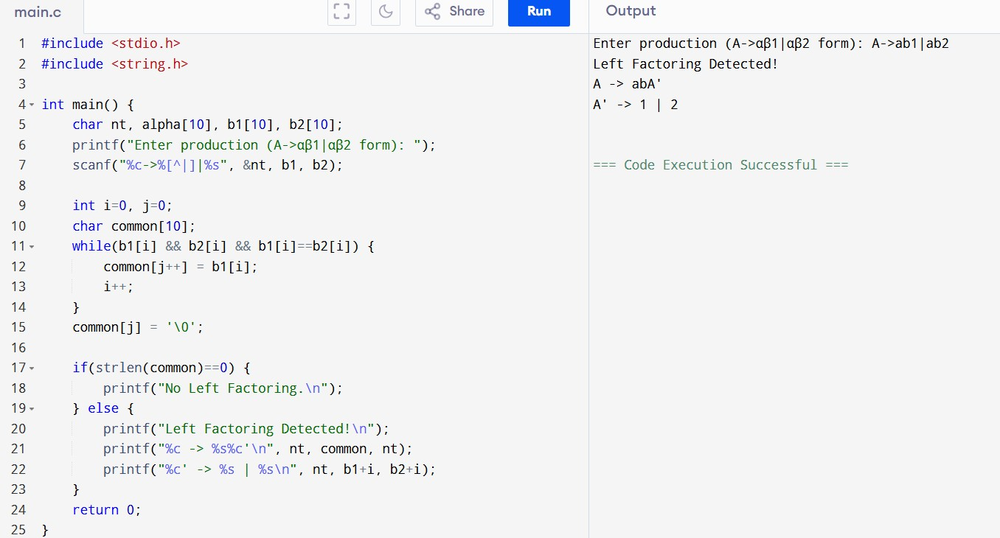 main.c
Share
Run
Output
1 #include <stdio.h>
2 #include <string.h>
3
4 int main() {
5     char nt, alpha[10], b1[10], b2[10];
6     printf("Enter production (A->αβ1|αβ2 form): ");
7     scanf("%c->%[^|]|%s", &nt, b1, b2);
8
9     int i=0, j=0;
10     char common[10];
11     while(b1[i] && b2[i] && b1[i]==b2[i]) {
12         common[j++] = b1[i];
13         i++;
14     }
15     common[j] = '\0';
16
17     if(strlen(common)==0) {
18         printf("No Left Factoring.\n");
19     } else {
20         printf("Left Factoring Detected!\n");
21         printf("%c -> %s%c'\n", nt, common, nt);
22         printf("%c' -> %s | %s\n", nt, b1+i, b2+i);
23     }
24     return 0;
25 }
Enter production (A->αβ1|αβ2 form): A->ab1|ab2
Left Factoring Detected!
A -> abA'
A' -> 1 | 2
=== Code Execution Successful ===